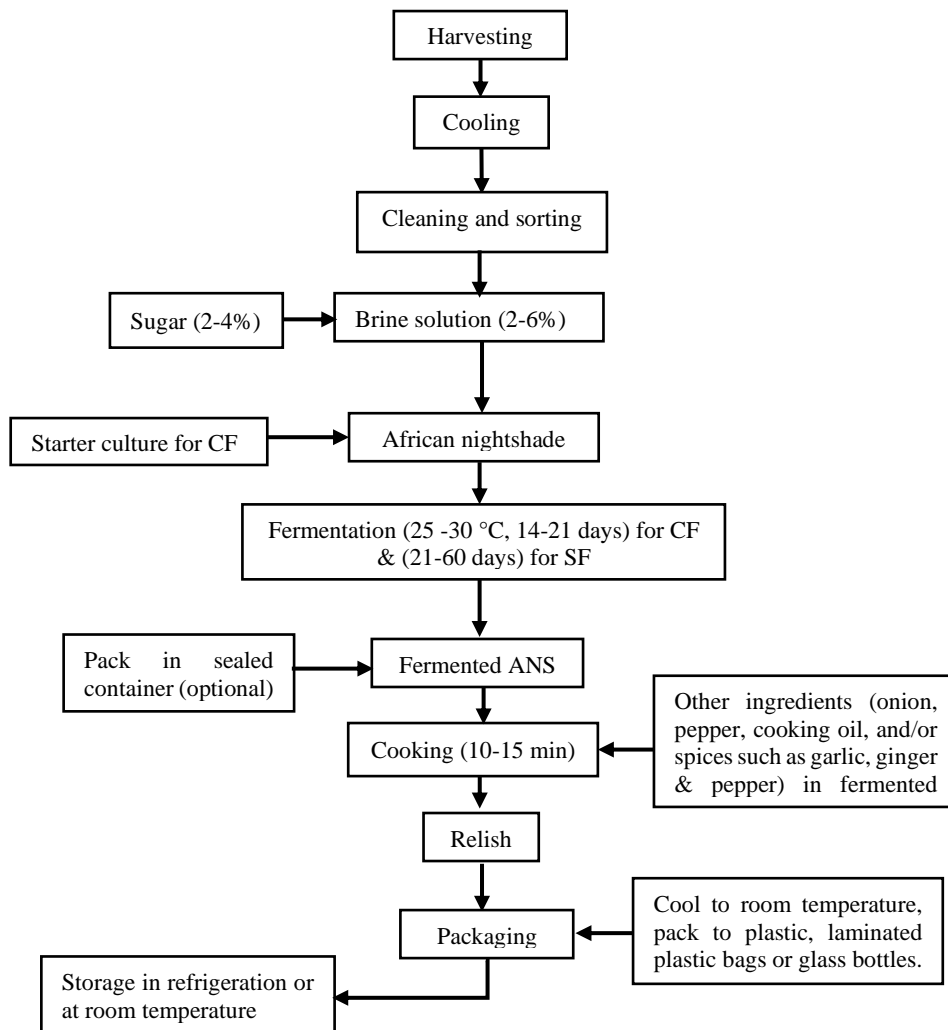 Harvesting
Cooling
Cleaning and sorting
Sugar (2-4%)
Brine solution (2-6%)
Starter culture for CF
African nightshade
Fermentation (25 -30 °C, 14-21 days) for CF
& (21-60 days) for SF
Pack in sealed
container (optional)
Fermented ANS
Cooking (10-15 min)
Other ingredients (onion,
pepper, cooking oil, and/or
spices such as garlic, ginger
& pepper) in fermented
Relish
Packaging
Cool to room temperature,
pack to plastic, laminated
plastic bags or glass bottles.
Storage in refrigeration or
at room temperature